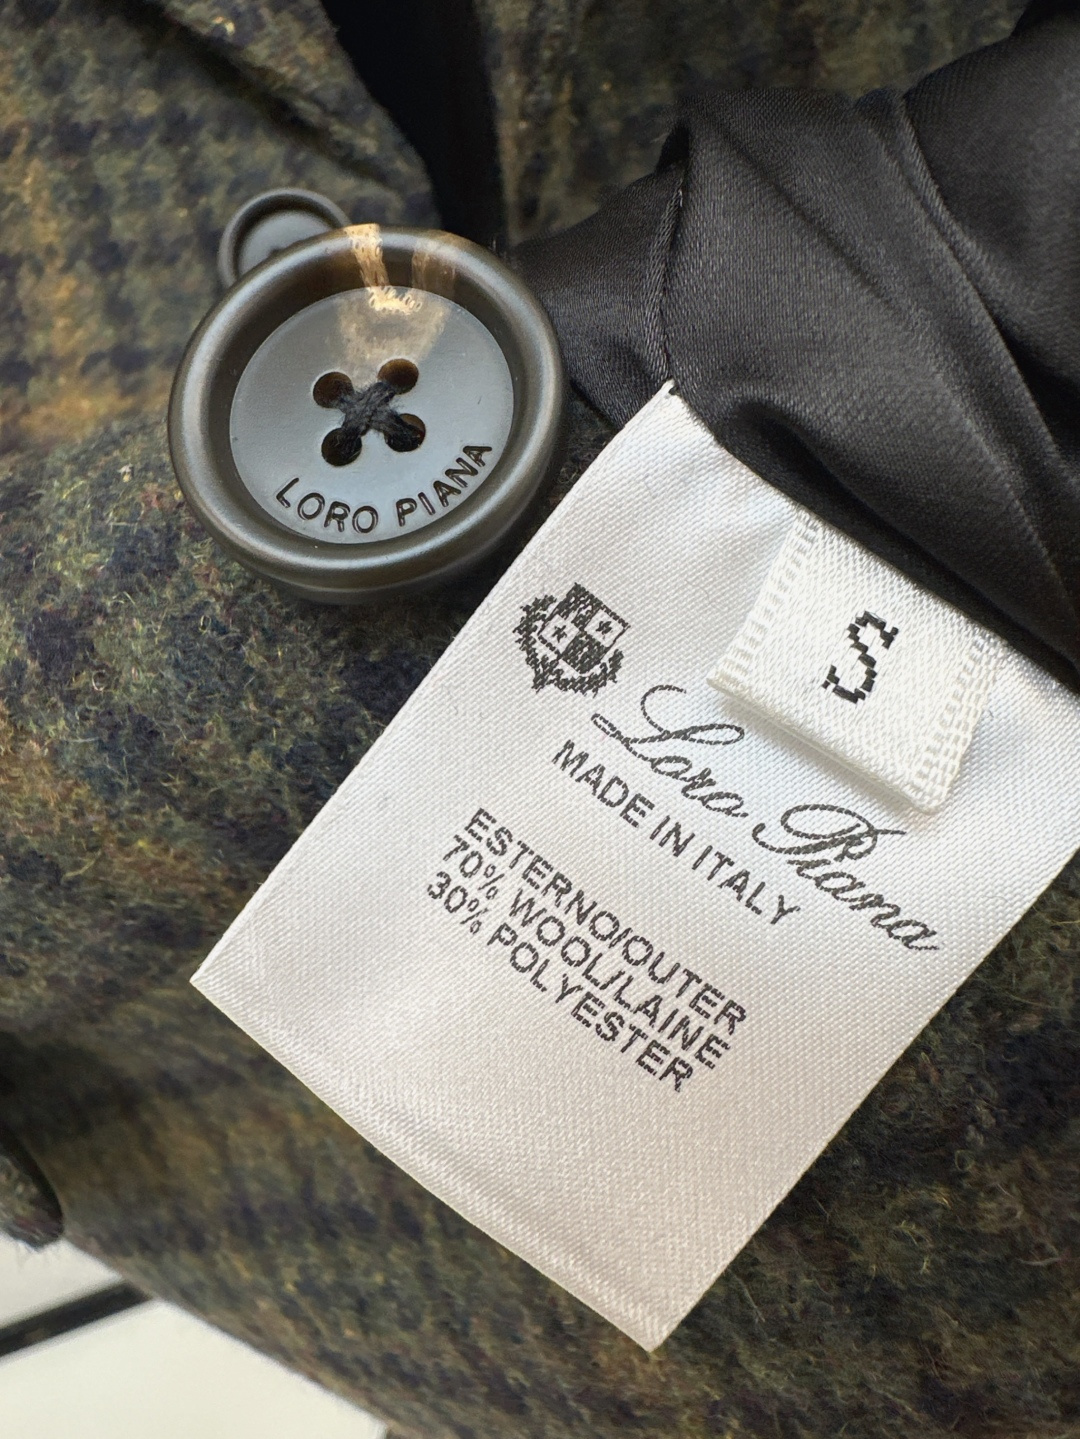 LORO PIANA
S
Loro Piana
MADE IN ITALY
ESTERNO/OUTER
70% WOOL/LAINE
30% POLYESTER